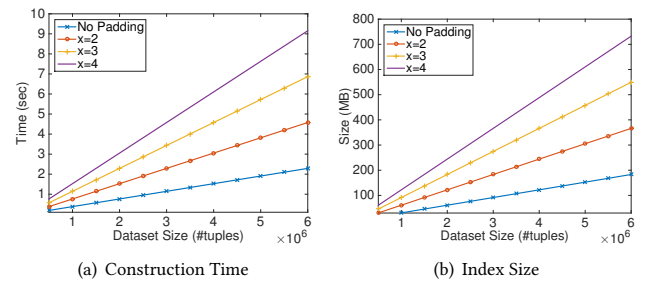 10
9
8
7
6
5
4
3
2
1
Time (sec)
No Padding
x=2
x=3
x=4
1 2 3 4 5 6
Dataset Size (#tuples) ×10^6
(a) Construction Time
800
700
600
500
400
300
200
100
Size (MB)
No Padding
x=2
x=3
x=4
1 2 3 4 5 6
Dataset Size (#tuples) ×10^6
(b) Index Size